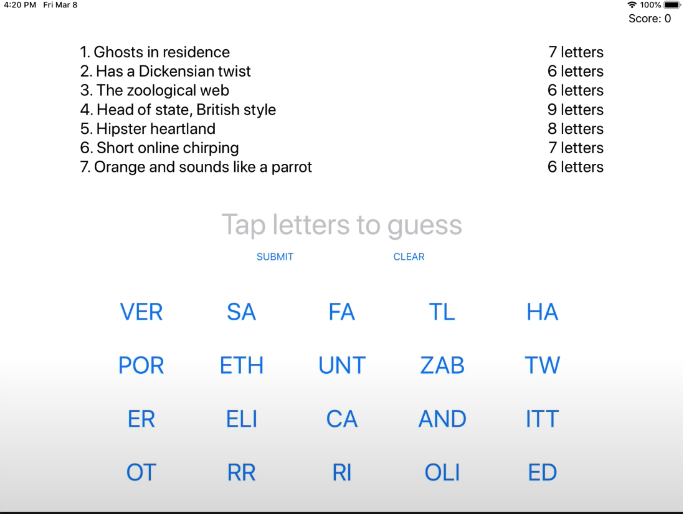 4:20 PM Fri Mar 8 100%
Score: 0
1. Ghosts in residence 7 letters
2. Has a Dickensian twist 6 letters
3. The zoological web 6 letters
4. Head of state, British style 9 letters
5. Hipster heartland 8 letters
6. Short online chirping 7 letters
7. Orange and sounds like a parrot 6 letters
Tap letters to guess
SUBMIT CLEAR
VER SA FA TL HA
POR ETH UNT ZAB TW
ER ELI CA AND ITT
OT RR RI OLI ED